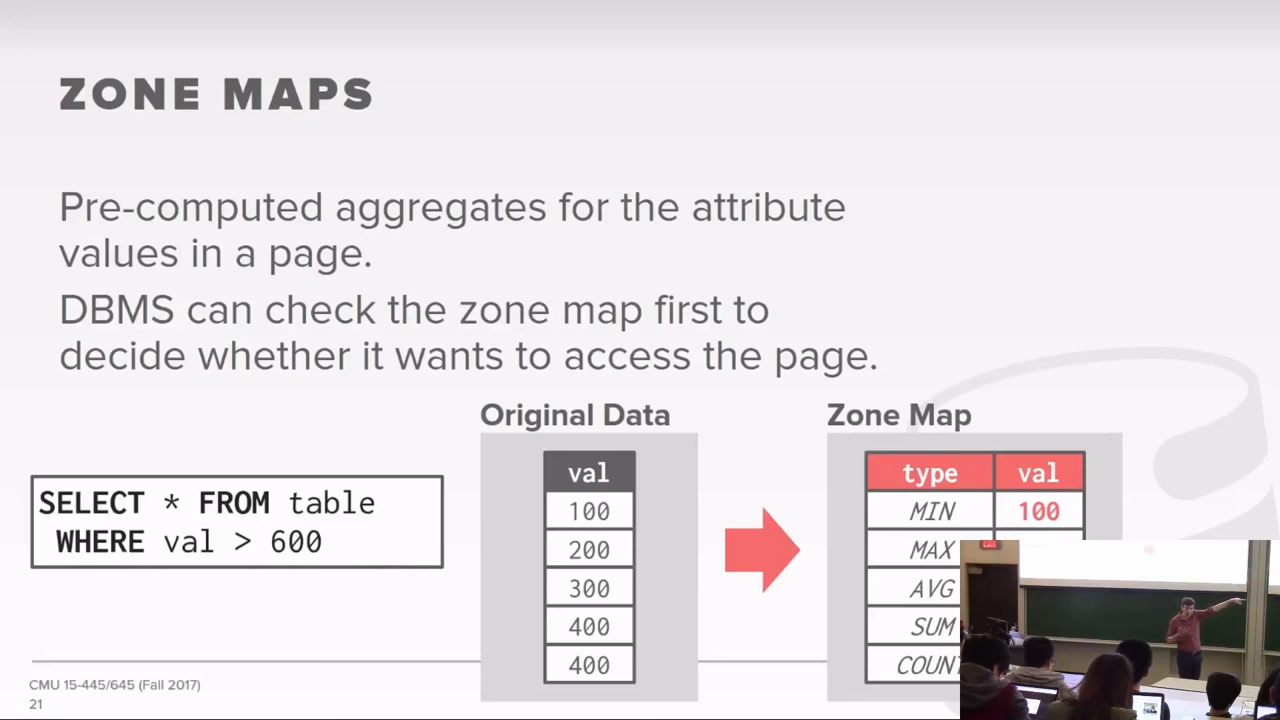 ZONE MAPS
Pre-computed aggregates for the attribute
values in a page.
DBMS can check the zone map first to
decide whether it wants to access the page.
Original Data
Zone Map
SELECT * FROM table
WHERE val > 600
val
100
200
300
400
400
type val
MIN 100
MAX
AVG
SUM
CMU 15-445/645 (Fall 2017)
21